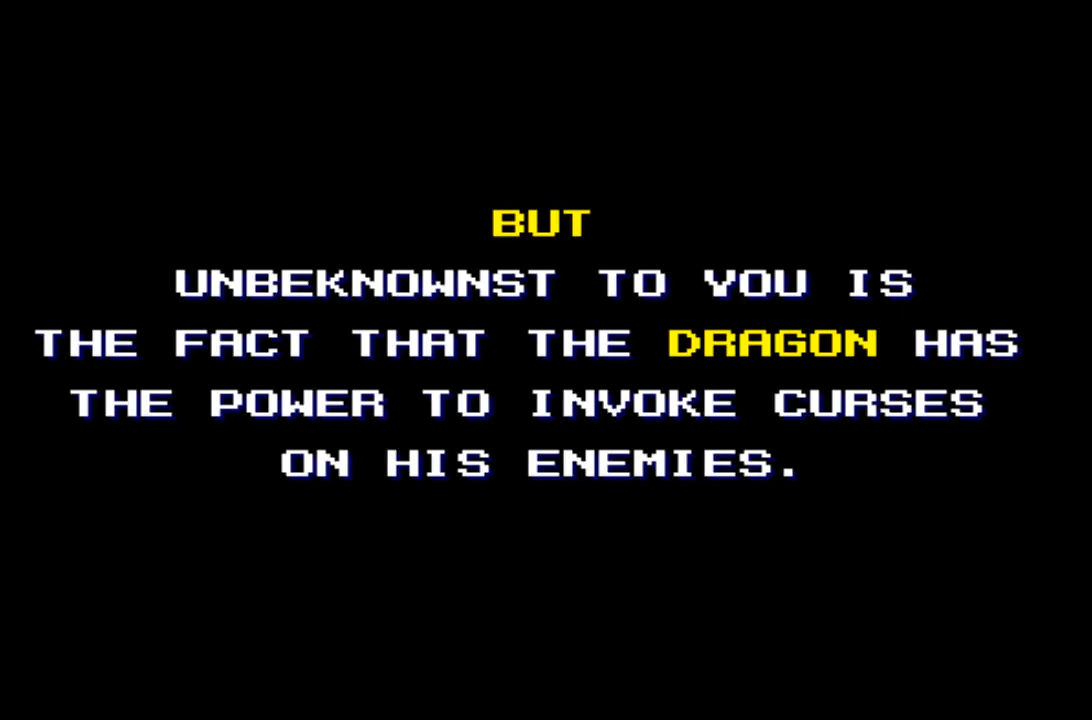 BUT
UNBEKNOWNST TO YOU IS
THE FACT THAT THE DRAGON HAS
THE POWER TO INVOKE CURSES
ON HIS ENEMIES.